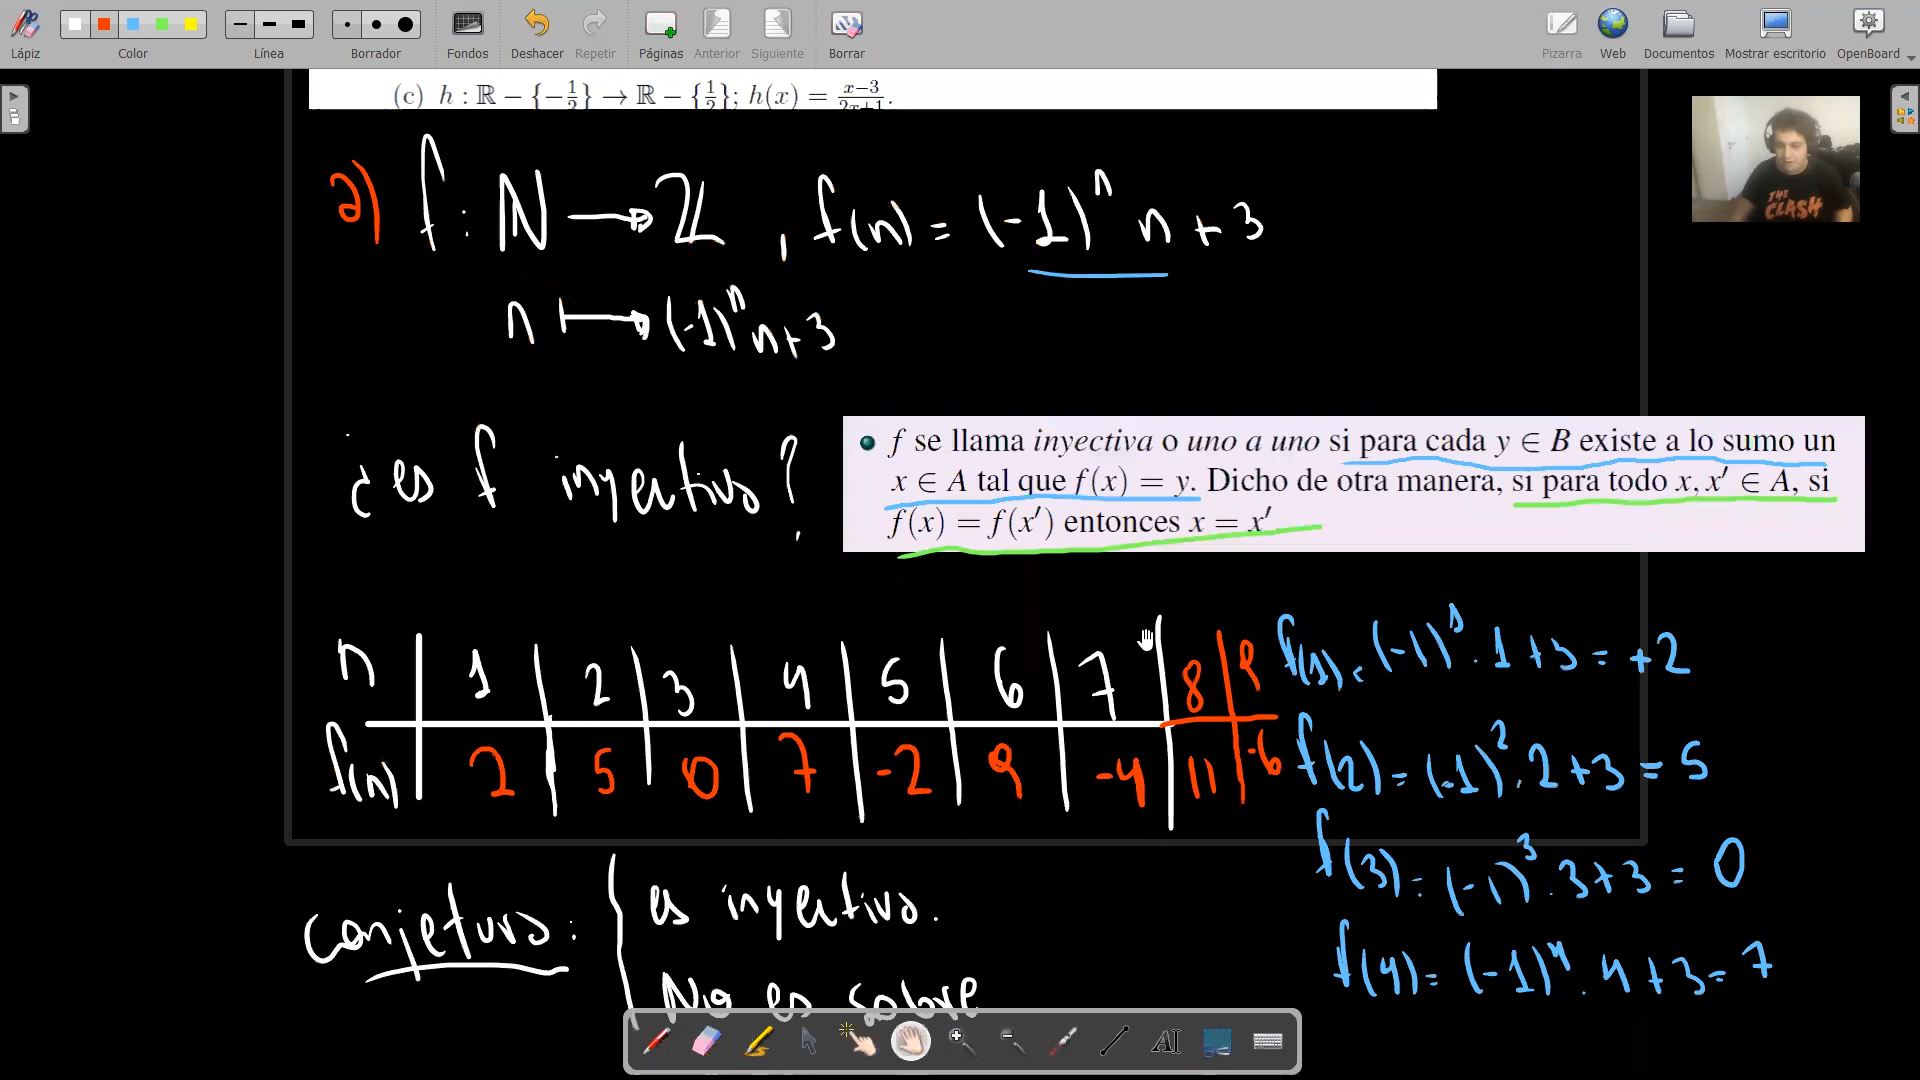 Lápiz
Color
Línea
Borrador
Fondos
Deshacer
Repetir
Páginas
Anterior
Siguiente
Borrar
Pizarra
Web
Documentos
Mostrar escritorio
OpenBoard
(c) h : ℝ − {−1/2} → ℝ − {1/2}; h(x) = (x−3)/(2x+1).
THE
CLASH
a) f : ℕ → ℤ , f(n) = (-1)ⁿ n + 3
n ↦ (-1)ⁿ n + 3
¿es f inyectiva?
• f se llama inyectiva o uno a uno si para cada y ∈ B existe a lo sumo un
x ∈ A tal que f(x) = y. Dicho de otra manera, si para todo x, x′ ∈ A, si
f(x) = f(x′) entonces x = x′
n 1 2 3 4 5 6 7 8 9
f(n) 2 5 0 7 -2 9 -4 11 -6
f(1) = (-1)¹ . 1 + 3 = +2
f(2) = (-1)² . 2 + 3 = 5
f(3) = (-1)³ . 3 + 3 = 0
f(4) = (-1)⁴ . 4 + 3 = 7
Conjetura: { es inyectiva.
No es sobre